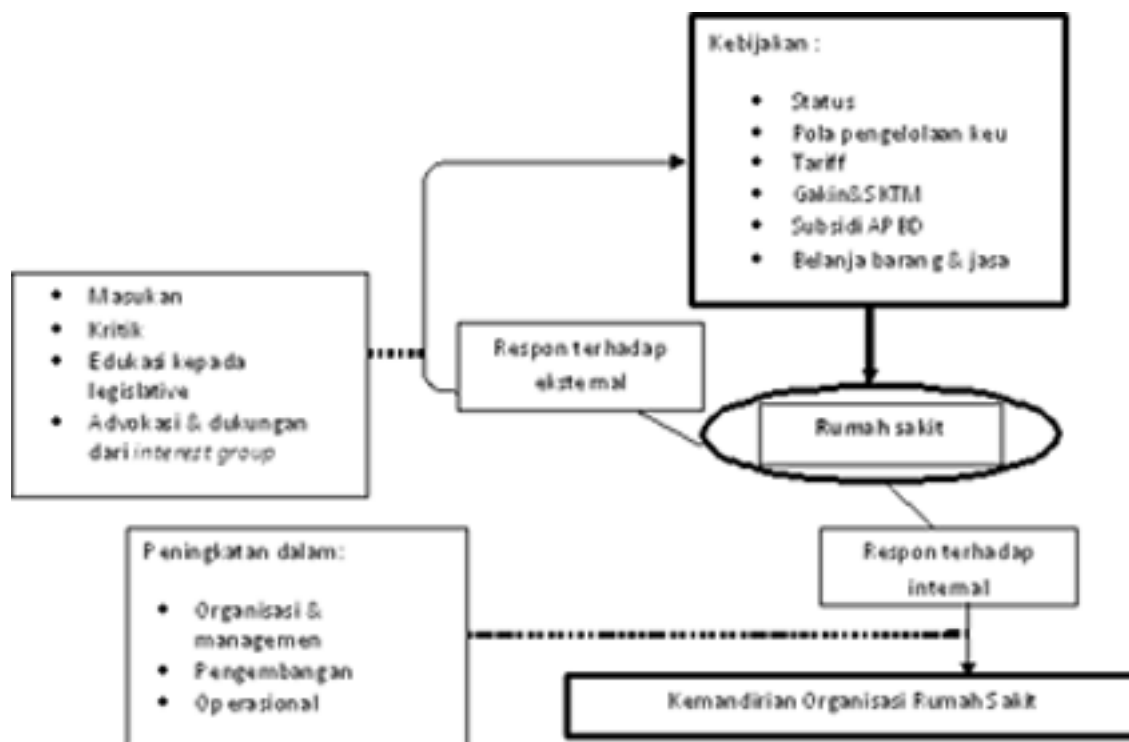 Kebijakan :
• Status
• Pola pengelolaan keu
• Tariff
• Gakin&SKTM
• Subsidi APBD
• Belanja barang & jasa
• Masukan
• Kritik
• Edukasi kepada
legislative
• Advokasi & dukungan
dari interest group
Respon terhadap
eksternal
Rumah sakit
Respon terhadap
internal
Peningkatan dalam:
• Organisasi &
managemen
• Pengembangan
• Operasional
Kemandirian Organisasi Rumah Sakit